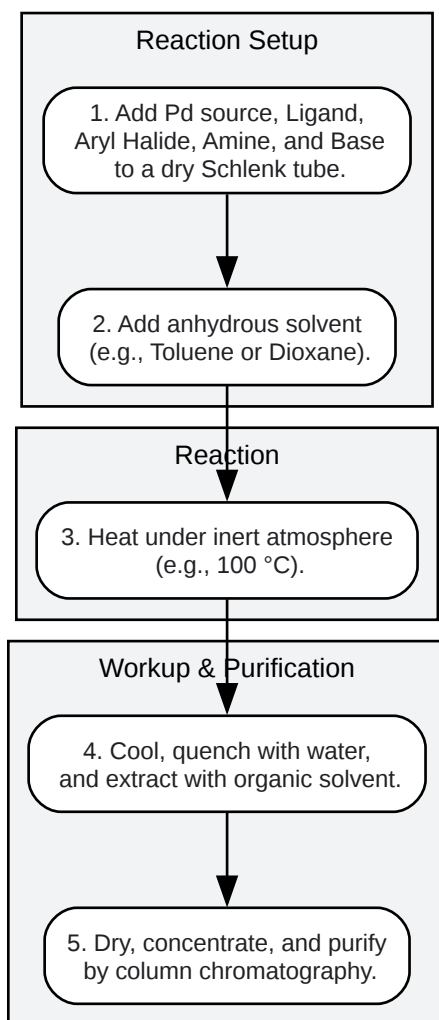 Reaction Setup
1. Add Pd source, Ligand,
Aryl Halide, Amine, and Base
to a dry Schlenk tube.
2. Add anhydrous solvent
(e.g., Toluene or Dioxane).
Reaction
3. Heat under inert atmosphere
(e.g., 100 °C).
Workup & Purification
4. Cool, quench with water,
and extract with organic solvent.
5. Dry, concentrate, and purify
by column chromatography.